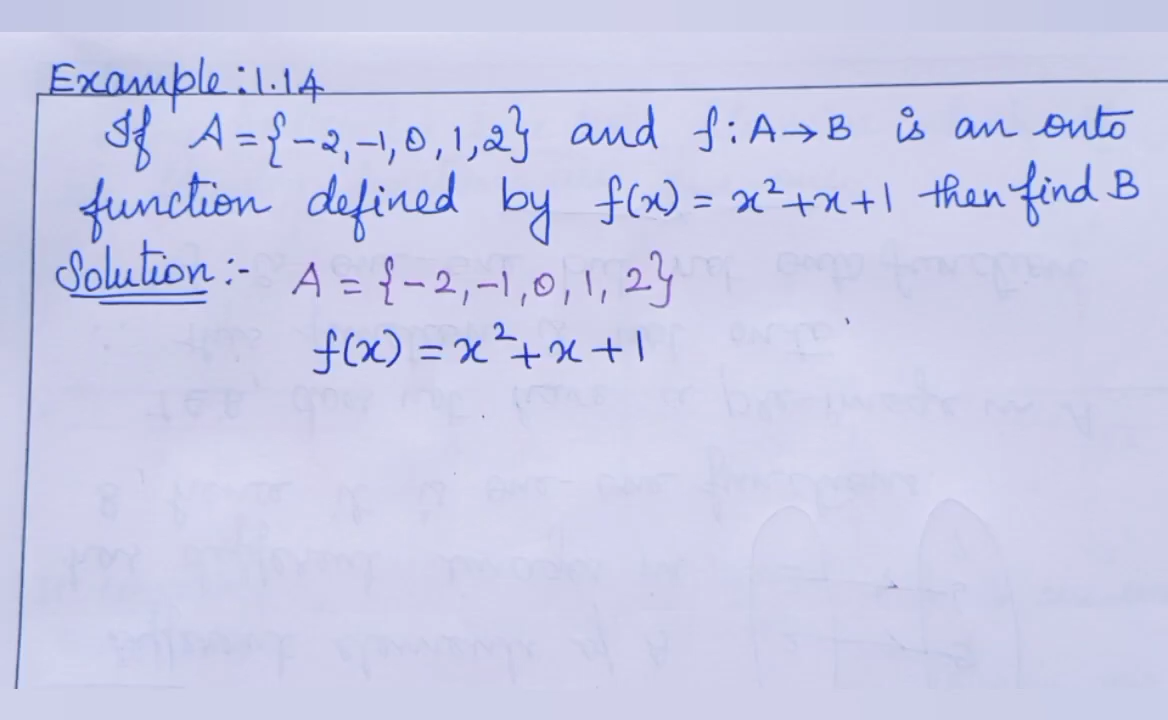 Example:1.14
If A={-2,-1,0,1,2} and f:A→B is an onto
function defined by f(x)= x²+x+1 then find B
Solution:- A={-2,-1,0,1,2}
f(x)=x²+x+1